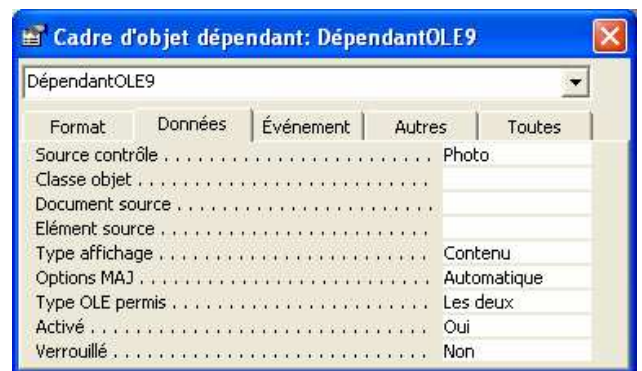 Cadre d'objet dépendant: DépendantOLE9
DépendantOLE9
Format Données Événement Autres Toutes
Source contrôle . . . . . . . . . . . . . . . . . . . . . . . . Photo
Classe objet . . . . . . . . . . . . . . . . . . . . . . . . . .
Document source . . . . . . . . . . . . . . . . . . . . . . .
Elément source . . . . . . . . . . . . . . . . . . . . . . . .
Type affichage . . . . . . . . . . . . . . . . . . . . . . . . Contenu
Options MAJ . . . . . . . . . . . . . . . . . . . . . . . . . . Automatique
Type OLE permis . . . . . . . . . . . . . . . . . . . . . . . Les deux
Activé . . . . . . . . . . . . . . . . . . . . . . . . . . . . . . Oui
Verrouillé . . . . . . . . . . . . . . . . . . . . . . . . . . . . Non